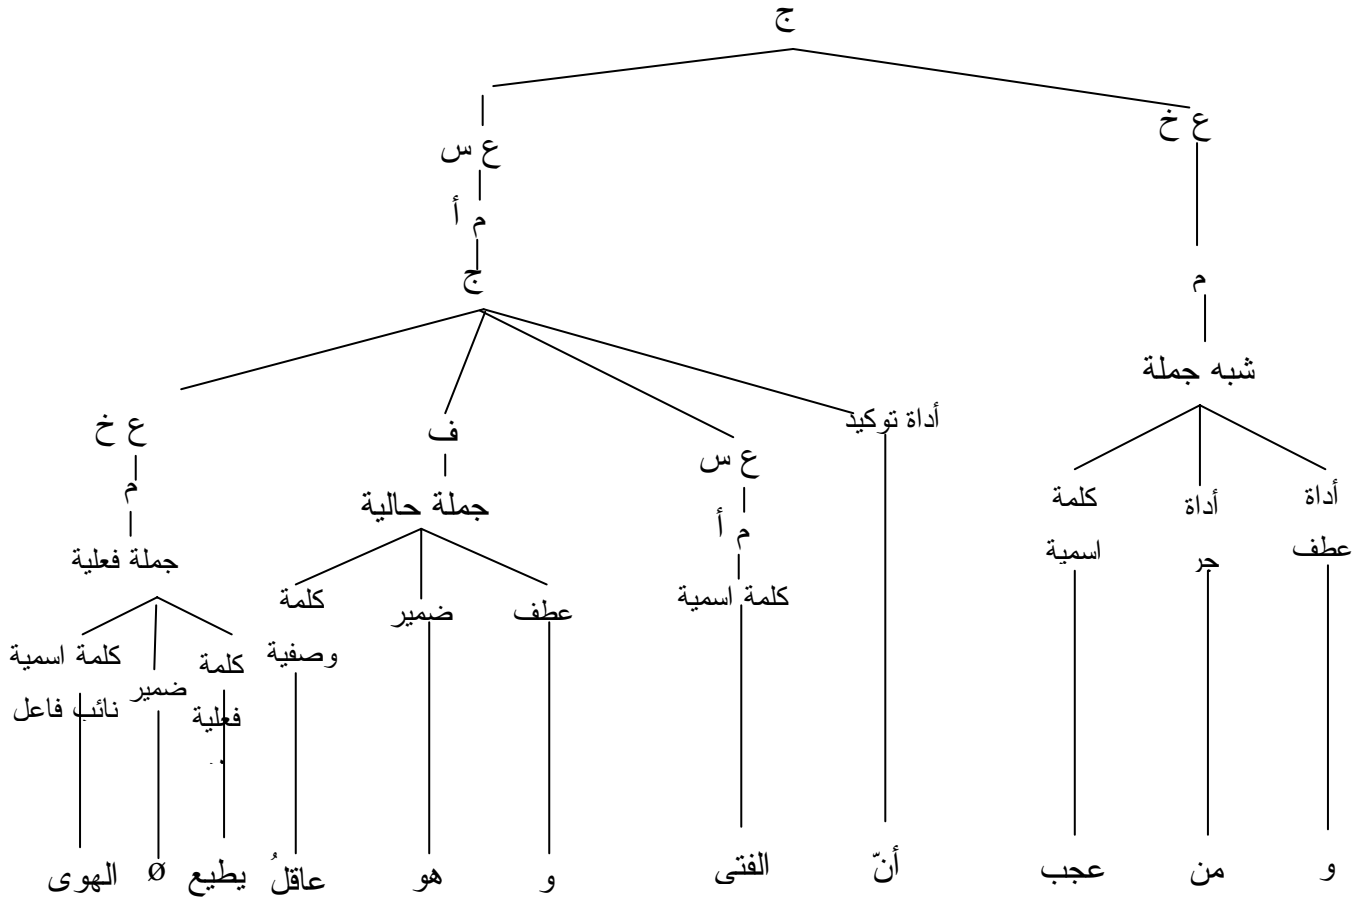 ج
ع خ
ع س
م أ
ج
م
شبه جملة
أداة توكيد
ع س
ف
ع خ
م
م أ
جملة حالية
جملة فعلية
أداة عطف
أداة جر
كلمة اسمية
كلمة اسمية
عطف
ضمير
كلمة وصفية
كلمة فعلية
ضمير
كلمة اسمية نائب فاعل
و من عجب أنّ الفتى و هو عاقلُ يطيع Ø الهوى